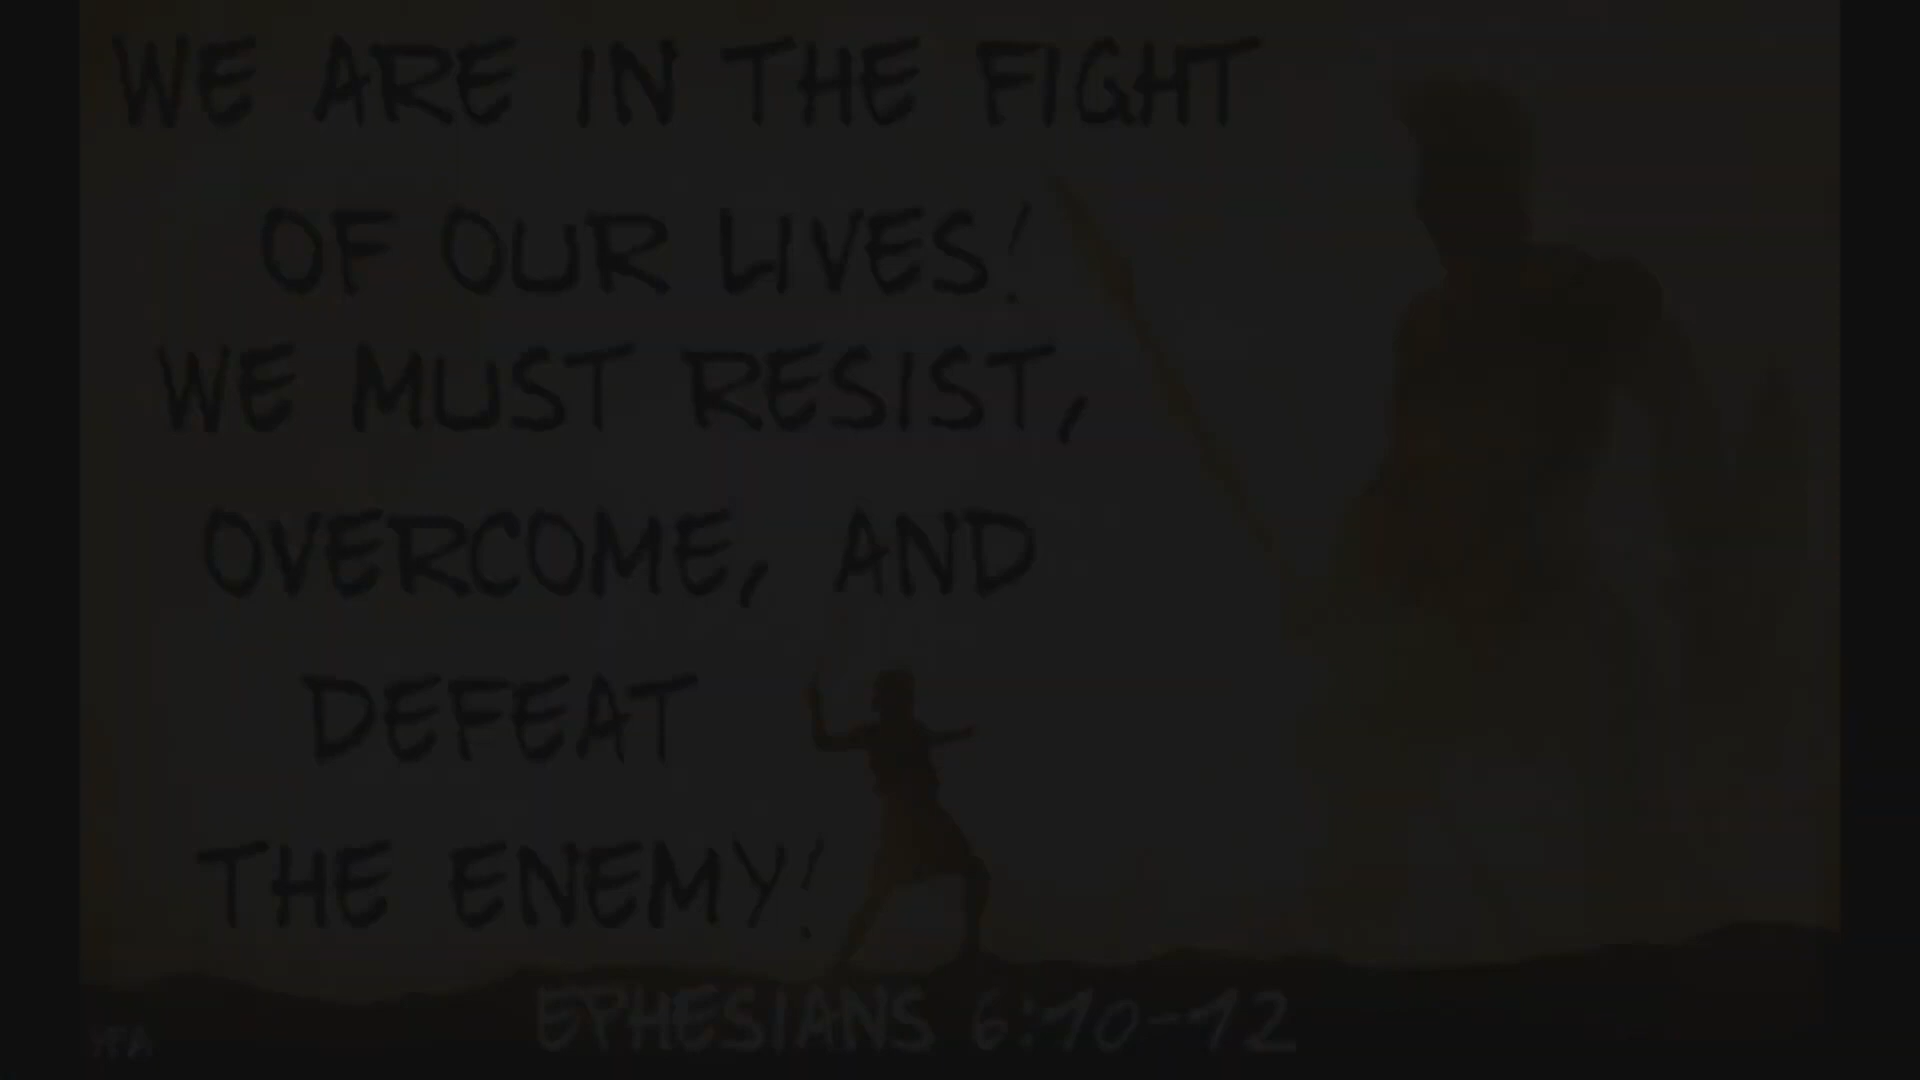 WE ARE IN THE FIGHT
OF OUR LIVES!
WE MUST RESIST,
OVERCOME, AND
DEFEAT
THE ENEMY!
EPHESIANS 6:10-12